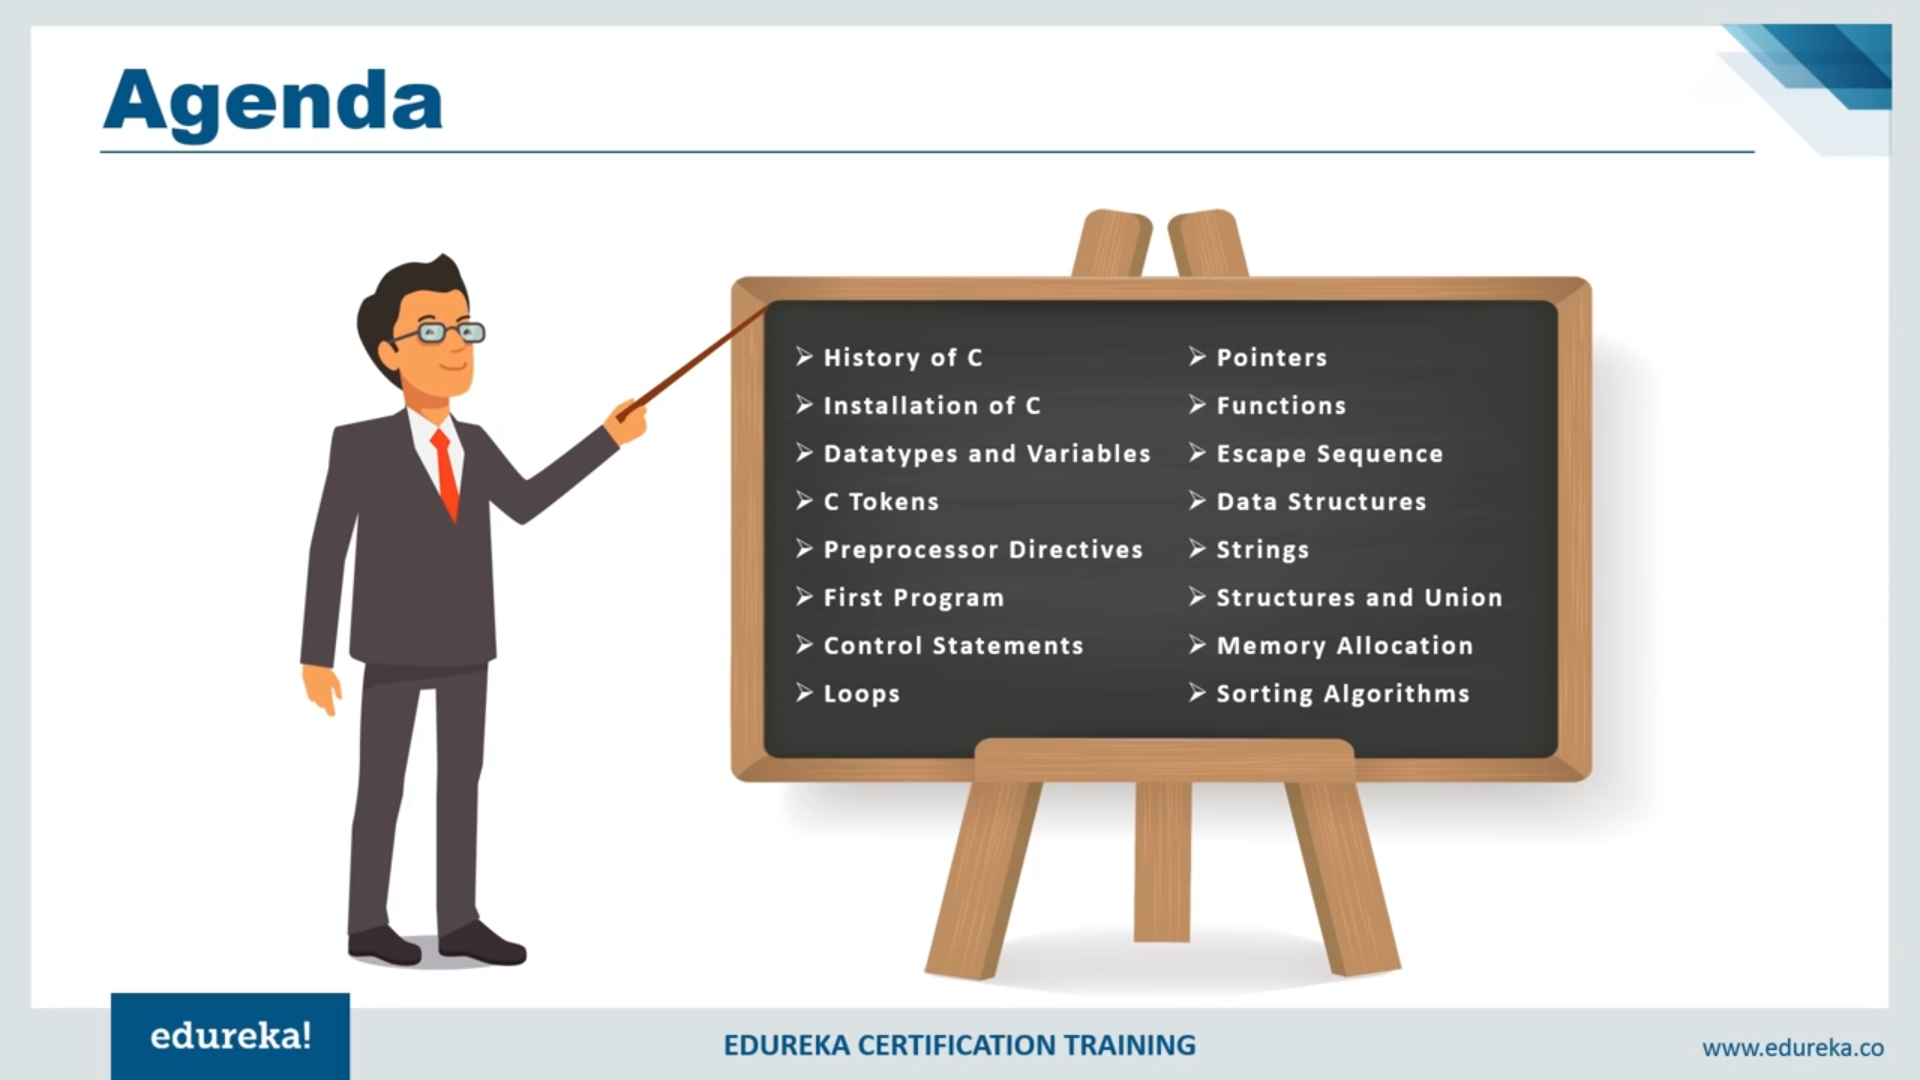 Agenda
➢ History of C
➢ Installation of C
➢ Datatypes and Variables
➢ C Tokens
➢ Preprocessor Directives
➢ First Program
➢ Control Statements
➢ Loops
➢ Pointers
➢ Functions
➢ Escape Sequence
➢ Data Structures
➢ Strings
➢ Structures and Union
➢ Memory Allocation
➢ Sorting Algorithms
edureka!
EDUREKA CERTIFICATION TRAINING
www.edureka.co